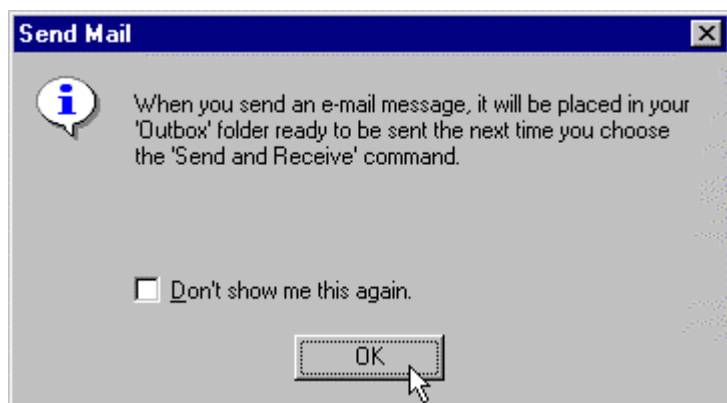 Send Mail
When you send an e-mail message, it will be placed in your
'Outbox' folder ready to be sent the next time you choose
the 'Send and Receive' command.
Don't show me this again.
OK